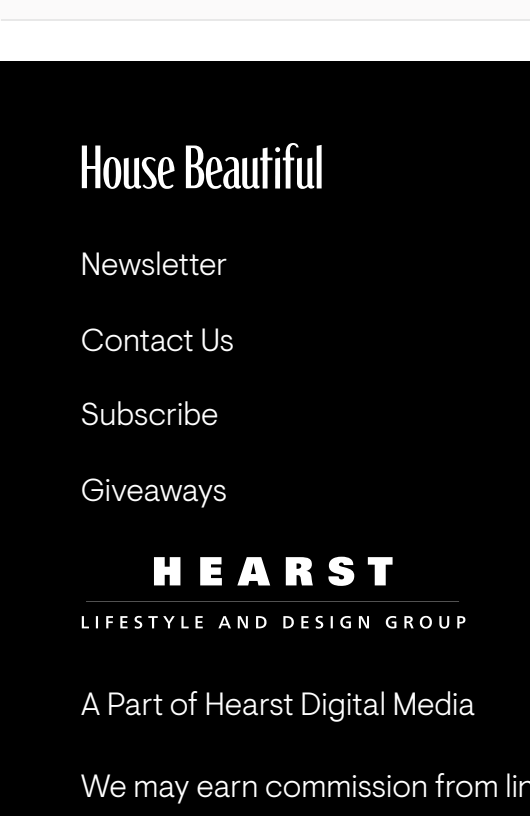 House Beautiful
Newsletter
Contact Us
Subscribe
Giveaways
HEARST
LIFESTYLE AND DESIGN GROUP
A Part of Hearst Digital Media
We may earn commission from